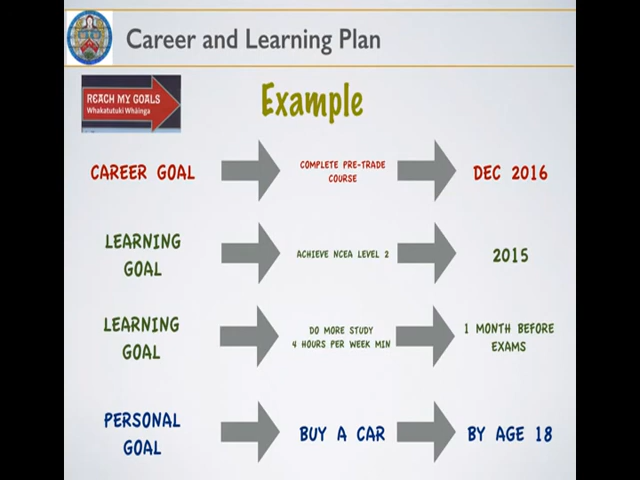 Career and Learning Plan
REACH MY GOALS
Whakatutuki Whāinga
Example
CAREER GOAL
COMPLETE PRE-TRADE
COURSE
DEC 2016
LEARNING
GOAL
ACHIEVE NCEA LEVEL 2
2015
LEARNING
GOAL
DO MORE STUDY
4 HOURS PER WEEK MIN
1 MONTH BEFORE
EXAMS
PERSONAL
GOAL
BUY A CAR
BY AGE 18